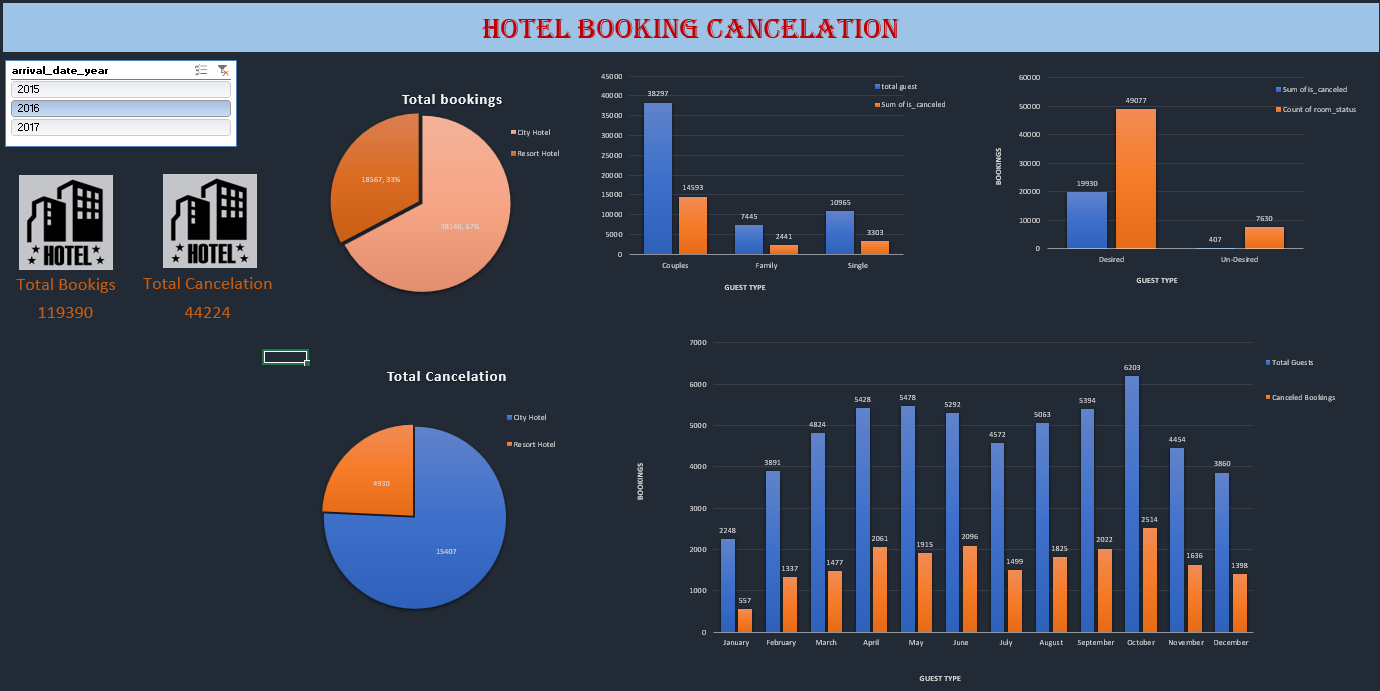 HOTEL BOOKING CANCELATION
arrival_date_year
2015
2016
2017
HOTEL
Total Bookigs
119390
HOTEL
Total Cancelation
44224
Total bookings
City Hotel
Resort Hotel
18567, 33%
38140, 67%
45000
40000
35000
30000
25000
20000
15000
10000
5000
0
38297
14593
7445
2441
10965
3303
Couples
Family
Single
GUEST TYPE
total guest
Sum of is_canceled
BOOKINGS
60000
50000
40000
30000
20000
10000
0
19930
49077
407
7630
Desired
Un-Desired
GUEST TYPE
Sum of is_canceled
Count of room_status
Total Cancelation
City Hotel
Resort Hotel
4930
15407
BOOKINGS
7000
6000
5000
4000
3000
2000
1000
0
2248
557
3891
1337
4824
1477
5428
2061
5478
1915
5292
2096
4572
1499
5063
1825
5394
2022
6203
2514
4454
1636
3860
1398
January
February
March
April
May
June
July
August
September
October
November
December
GUEST TYPE
Total Guests
Canceled Bookings